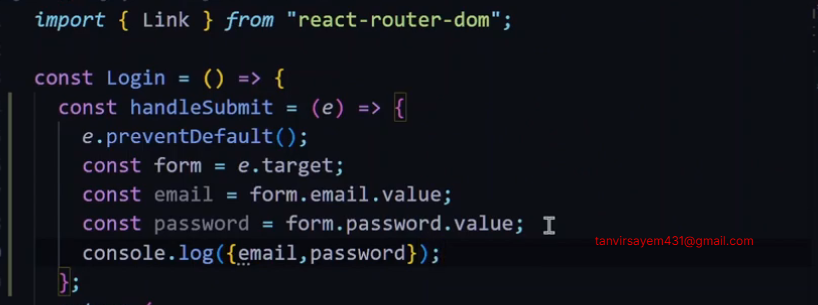 import { Link } from "react-router-dom";
const Login = () => {
const handleSubmit = (e) => {
e.preventDefault();
const form = e.target;
const email = form.email.value;
const password = form.password.value;
tanvirsayem431@gmail.com
console.log({email,password});
};